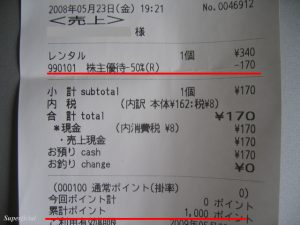 2008年05月23日(金) 19:21 No.0046912
<売上>
様
レンタル 1個 ¥340
990101 株主優待-50%(R) -170
小 計 subtotal 1個 ¥170
内 税 (内訳 本体¥162:税¥8)
合 計 total ¥170
*現金 (内消費税 ¥8) ¥170
・売上現金 ¥170
お預り cash ¥170
お釣り change ¥0
(000100 通常ポイント(掛率) 0)
今回ポイント計 0 ポイント
累計ポイント 1,000 ポイント
Superficial